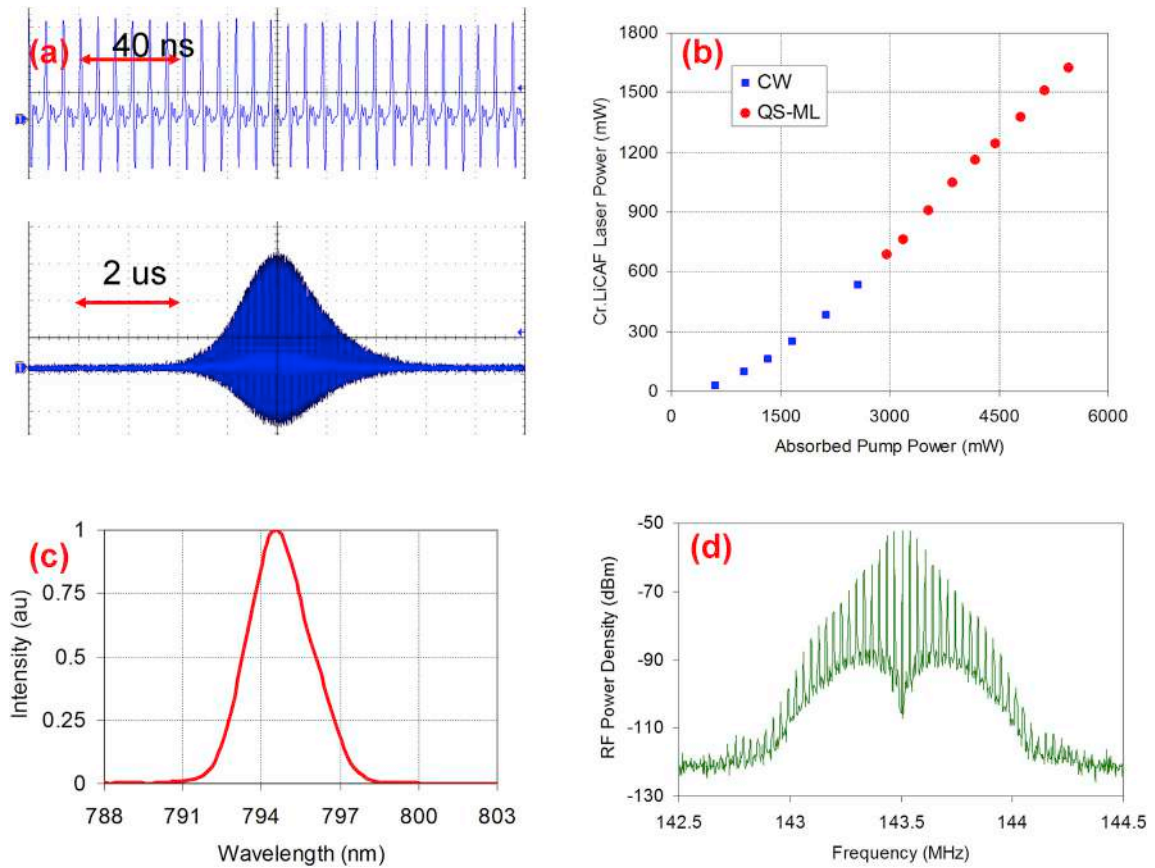 (a)
40 ns
1
2 us
1
(b)
CW
QS-ML
1800
1500
1200
900
600
300
0
0 1500 3000 4500 6000
Cr.LiCAF Laser Power (mW)
Absorbed Pump Power (mW)
(c)
1
0.75
0.5
0.25
0
788 791 794 797 800 803
Intensity (au)
Wavelength (nm)
(d)
-50
-70
-90
-110
-130
142.5 143 143.5 144 144.5
RF Power Density (dBm)
Frequency (MHz)